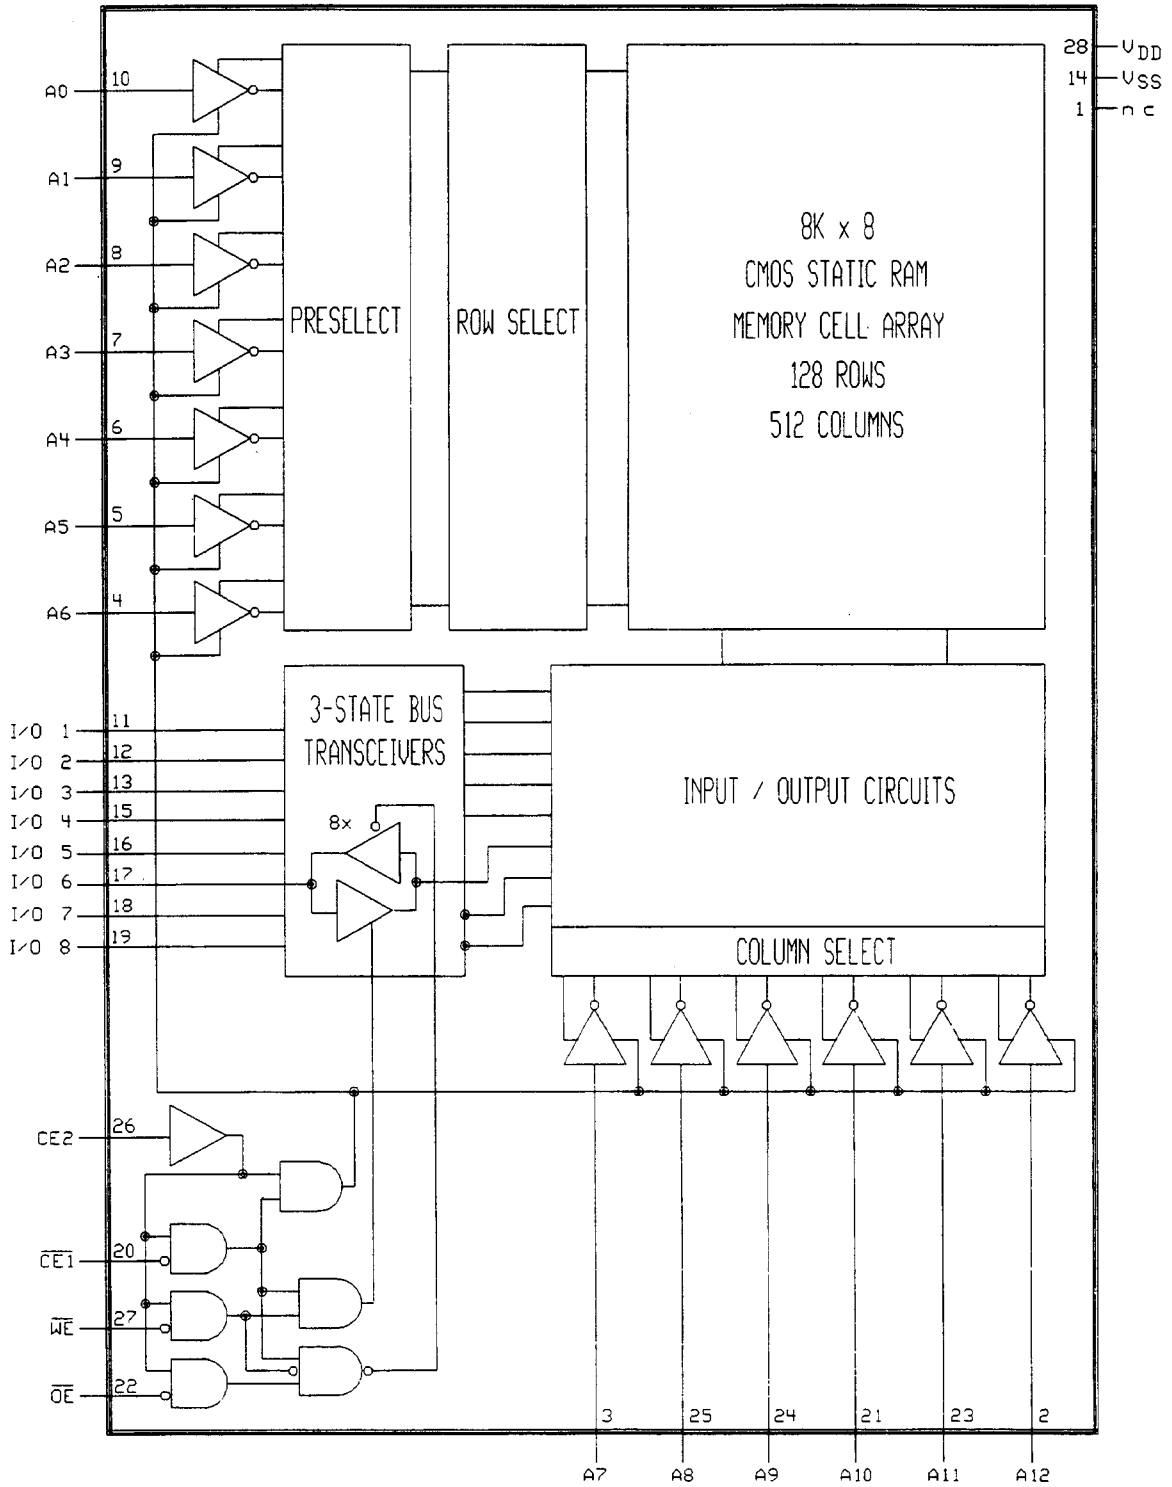 28 VDD
14 VSS
1 nc
A0 10
A1 9
A2 8
A3 7
A4 6
A5 5
A6 4
PRESELECT
ROW SELECT
8K x 8
CMOS STATIC RAM
MEMORY CELL ARRAY
128 ROWS
512 COLUMNS
I/O 1 11
I/O 2 12
I/O 3 13
I/O 4 15
I/O 5 16
I/O 6 17
I/O 7 18
I/O 8 19
3-STATE BUS
TRANSCEIVERS
8x
INPUT / OUTPUT CIRCUITS
COLUMN SELECT
CE2 26
C̅E̅1̅ 20
W̅E̅ 27
O̅E̅ 22
3 25 24 21 23 2
A7 A8 A9 A10 A11 A12